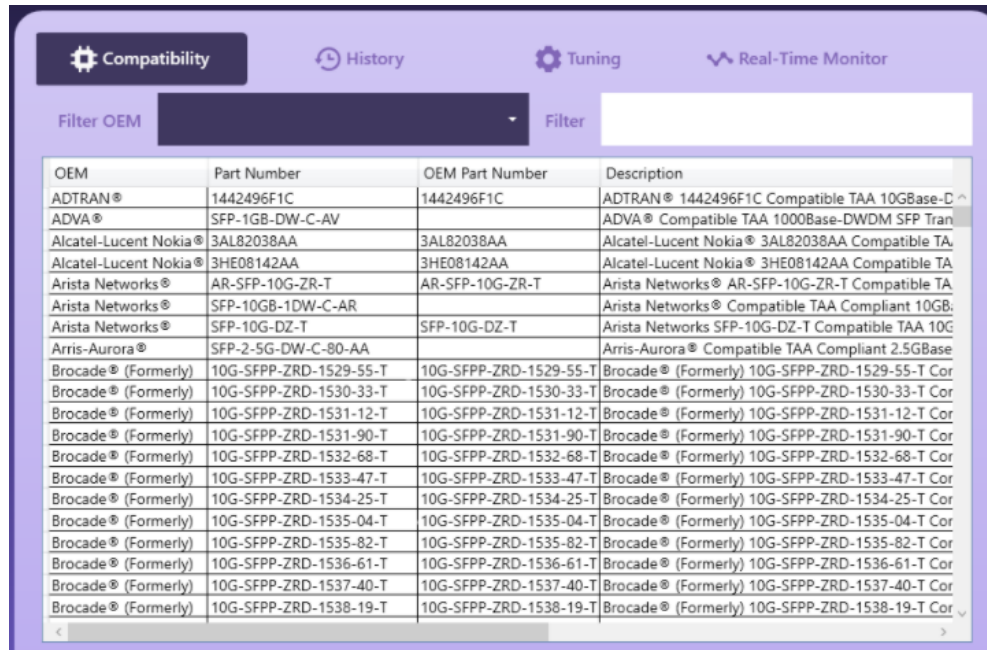 Compatibility History Tuning Real-Time Monitor
Filter OEM Filter
OEM Part Number OEM Part Number Description
ADTRAN® 1442496F1C 1442496F1C ADTRAN® 1442496F1C Compatible TAA 10GBase-D
ADVA® SFP-1GB-DW-C-AV ADVA® Compatible TAA 1000Base-DWDM SFP Tran
Alcatel-Lucent Nokia® 3AL82038AA 3AL82038AA Alcatel-Lucent Nokia® 3AL82038AA Compatible TA
Alcatel-Lucent Nokia® 3HE08142AA 3HE08142AA Alcatel-Lucent Nokia® 3HE08142AA Compatible TA
Arista Networks® AR-SFP-10G-ZR-T AR-SFP-10G-ZR-T Arista Networks® AR-SFP-10G-ZR-T Compatible TA
Arista Networks® SFP-10GB-1DW-C-AR Arista Networks® Compatible TAA Compliant 10GB
Arista Networks® SFP-10G-DZ-T SFP-10G-DZ-T Arista Networks SFP-10G-DZ-T Compatible TAA 10G
Arris-Aurora® SFP-2-5G-DW-C-80-AA Arris-Aurora® Compatible TAA Compliant 2.5GBase
Brocade® (Formerly) 10G-SFPP-ZRD-1529-55-T 10G-SFPP-ZRD-1529-55-T Brocade® (Formerly) 10G-SFPP-ZRD-1529-55-T Cor
Brocade® (Formerly) 10G-SFPP-ZRD-1530-33-T 10G-SFPP-ZRD-1530-33-T Brocade® (Formerly) 10G-SFPP-ZRD-1530-33-T Cor
Brocade® (Formerly) 10G-SFPP-ZRD-1531-12-T 10G-SFPP-ZRD-1531-12-T Brocade® (Formerly) 10G-SFPP-ZRD-1531-12-T Cor
Brocade® (Formerly) 10G-SFPP-ZRD-1531-90-T 10G-SFPP-ZRD-1531-90-T Brocade® (Formerly) 10G-SFPP-ZRD-1531-90-T Cor
Brocade® (Formerly) 10G-SFPP-ZRD-1532-68-T 10G-SFPP-ZRD-1532-68-T Brocade® (Formerly) 10G-SFPP-ZRD-1532-68-T Cor
Brocade® (Formerly) 10G-SFPP-ZRD-1533-47-T 10G-SFPP-ZRD-1533-47-T Brocade® (Formerly) 10G-SFPP-ZRD-1533-47-T Cor
Brocade® (Formerly) 10G-SFPP-ZRD-1534-25-T 10G-SFPP-ZRD-1534-25-T Brocade® (Formerly) 10G-SFPP-ZRD-1534-25-T Cor
Brocade® (Formerly) 10G-SFPP-ZRD-1535-04-T 10G-SFPP-ZRD-1535-04-T Brocade® (Formerly) 10G-SFPP-ZRD-1535-04-T Cor
Brocade® (Formerly) 10G-SFPP-ZRD-1535-82-T 10G-SFPP-ZRD-1535-82-T Brocade® (Formerly) 10G-SFPP-ZRD-1535-82-T Cor
Brocade® (Formerly) 10G-SFPP-ZRD-1536-61-T 10G-SFPP-ZRD-1536-61-T Brocade® (Formerly) 10G-SFPP-ZRD-1536-61-T Cor
Brocade® (Formerly) 10G-SFPP-ZRD-1537-40-T 10G-SFPP-ZRD-1537-40-T Brocade® (Formerly) 10G-SFPP-ZRD-1537-40-T Cor
Brocade® (Formerly) 10G-SFPP-ZRD-1538-19-T 10G-SFPP-ZRD-1538-19-T Brocade® (Formerly) 10G-SFPP-ZRD-1538-19-T Cor